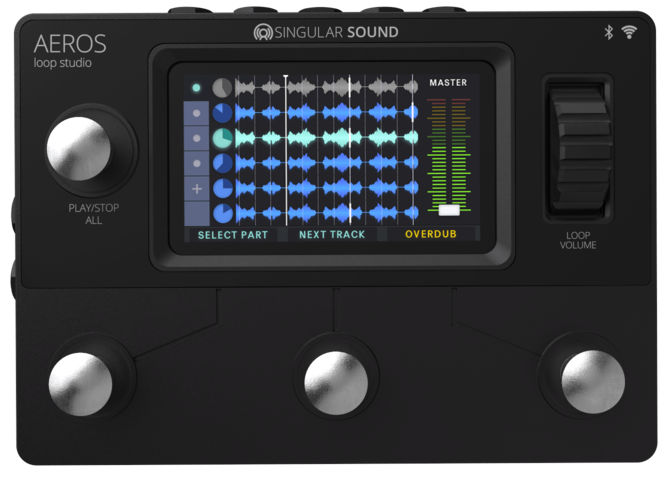 SINGULAR SOUND
AEROS
loop studio
MASTER
PLAY/STOP
ALL
LOOP
VOLUME
SELECT PART
NEXT TRACK
OVERDUB